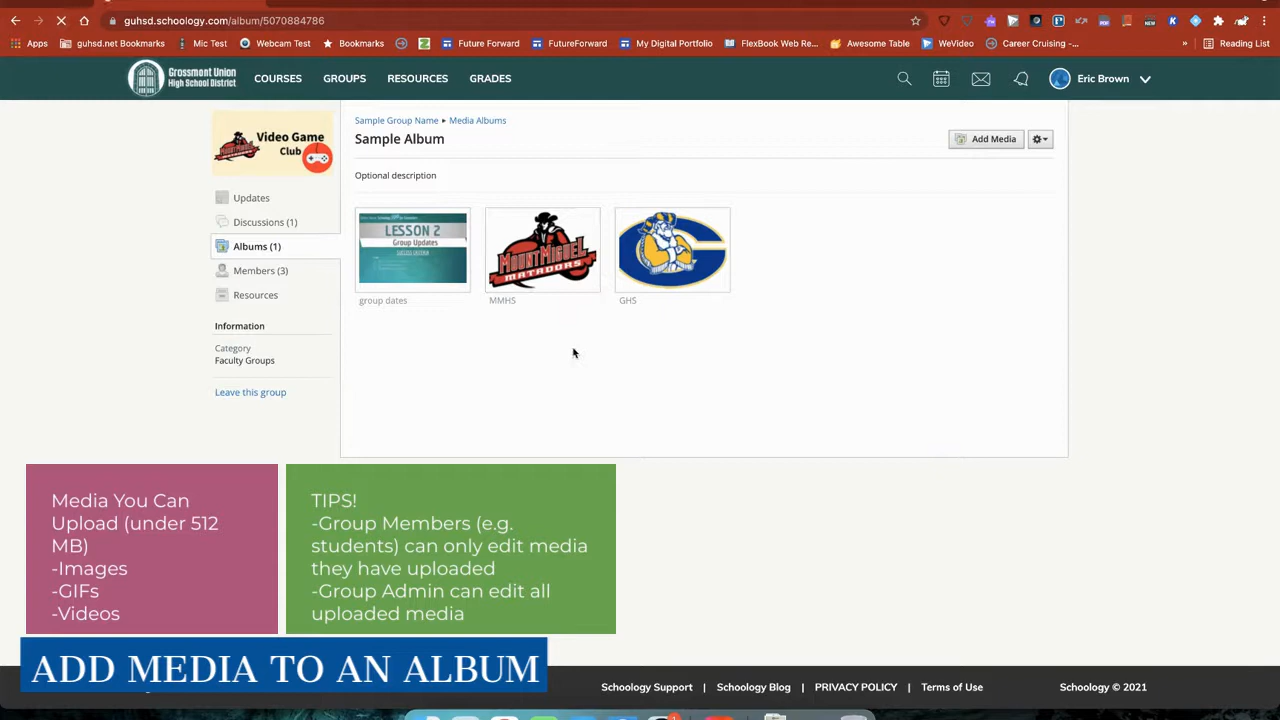 guhsd.schoology.com/album/5070884786
Apps guhsd.net Bookmarks Mic Test Webcam Test Bookmarks Future Forward FutureForward My Digital Portfolio FlexBook Web Re... Awesome Table WeVideo Career Cruising -... » Reading List
Grossmont Union
High School District
COURSES GROUPS RESOURCES GRADES Eric Brown
Video Game
Club
Sample Group Name ▸ Media Albums
Sample Album
Add Media
Optional description
Updates
Discussions (1)
Albums (1)
Members (3)
Resources
Information
Category
Faculty Groups
Leave this group
LESSON 2
Group Updates
SUCCESS CRITERIA
MOUNT MIGUEL
MATADORS
G
group dates
MMHS
GHS
Media You Can
Upload (under 512
MB)
-Images
-GIFs
-Videos
TIPS!
-Group Members (e.g.
students) can only edit media
they have uploaded
-Group Admin can edit all
uploaded media
ADD MEDIA TO AN ALBUM
Schoology Support | Schoology Blog | PRIVACY POLICY | Terms of Use Schoology © 2021